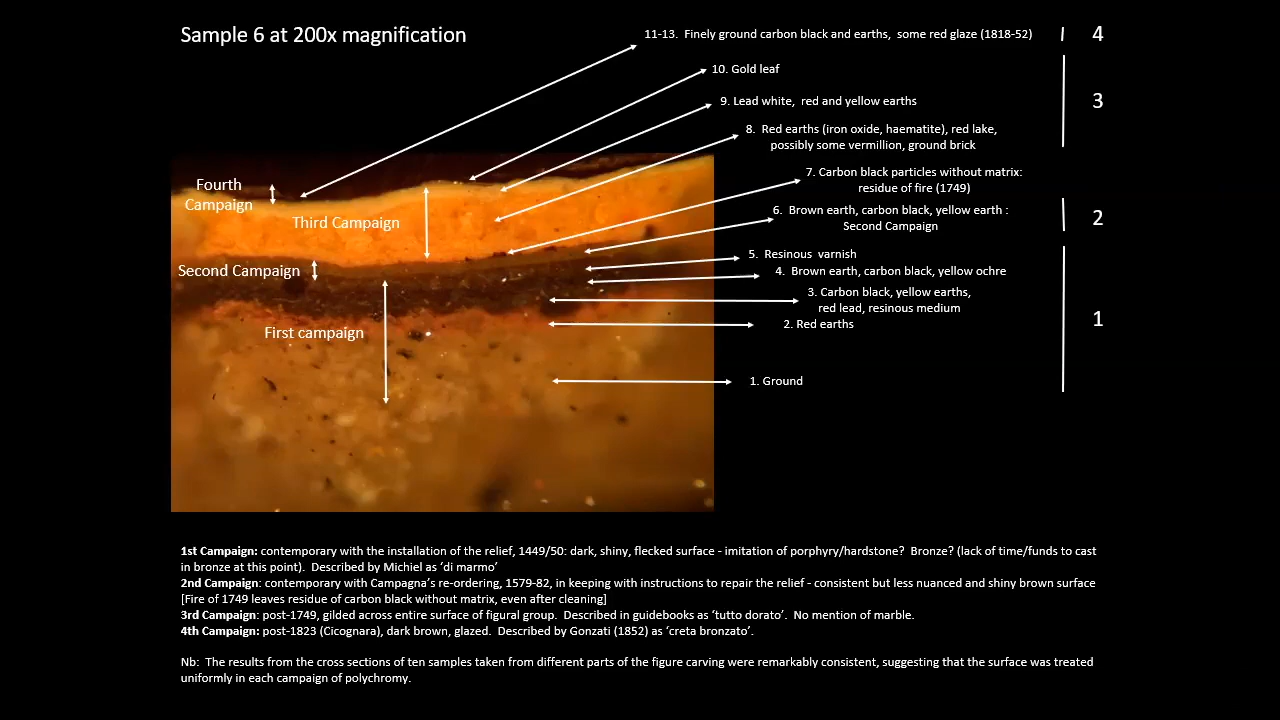 Sample 6 at 200x magnification
11-13.  Finely ground carbon black and earths,  some red glaze (1818-52)
4
10. Gold leaf
9. Lead white,  red and yellow earths
3
8.  Red earths (iron oxide, haematite), red lake,
possibly some vermillion, ground brick
7. Carbon black particles without matrix:
residue of fire (1749)
Fourth
Campaign
6.  Brown earth, carbon black, yellow earth :
Second Campaign
2
Third Campaign
5.  Resinous  varnish
Second Campaign
4.  Brown earth, carbon black, yellow ochre
3. Carbon black, yellow earths,
red lead, resinous medium
1
2. Red earths
First campaign
1. Ground
1st Campaign: contemporary with the installation of the relief, 1449/50: dark, shiny, flecked surface - imitation of porphyry/hardstone?  Bronze? (lack of time/funds to cast
in bronze at this point).  Described by Michiel as ‘di marmo’
2nd Campaign: contemporary with Campagna’s re-ordering, 1579-82, in keeping with instructions to repair the relief - consistent but less nuanced and shiny brown surface
[Fire of 1749 leaves residue of carbon black without matrix, even after cleaning]
3rd Campaign: post-1749, gilded across entire surface of figural group.  Described in guidebooks as ‘tutto dorato’.  No mention of marble.
4th Campaign: post-1823 (Cicognara), dark brown, glazed.  Described by Gonzati (1852) as ‘creta bronzato’.
Nb:  The results from the cross sections of ten samples taken from different parts of the figure carving were remarkably consistent, suggesting that the surface was treated
uniformly in each campaign of polychromy.